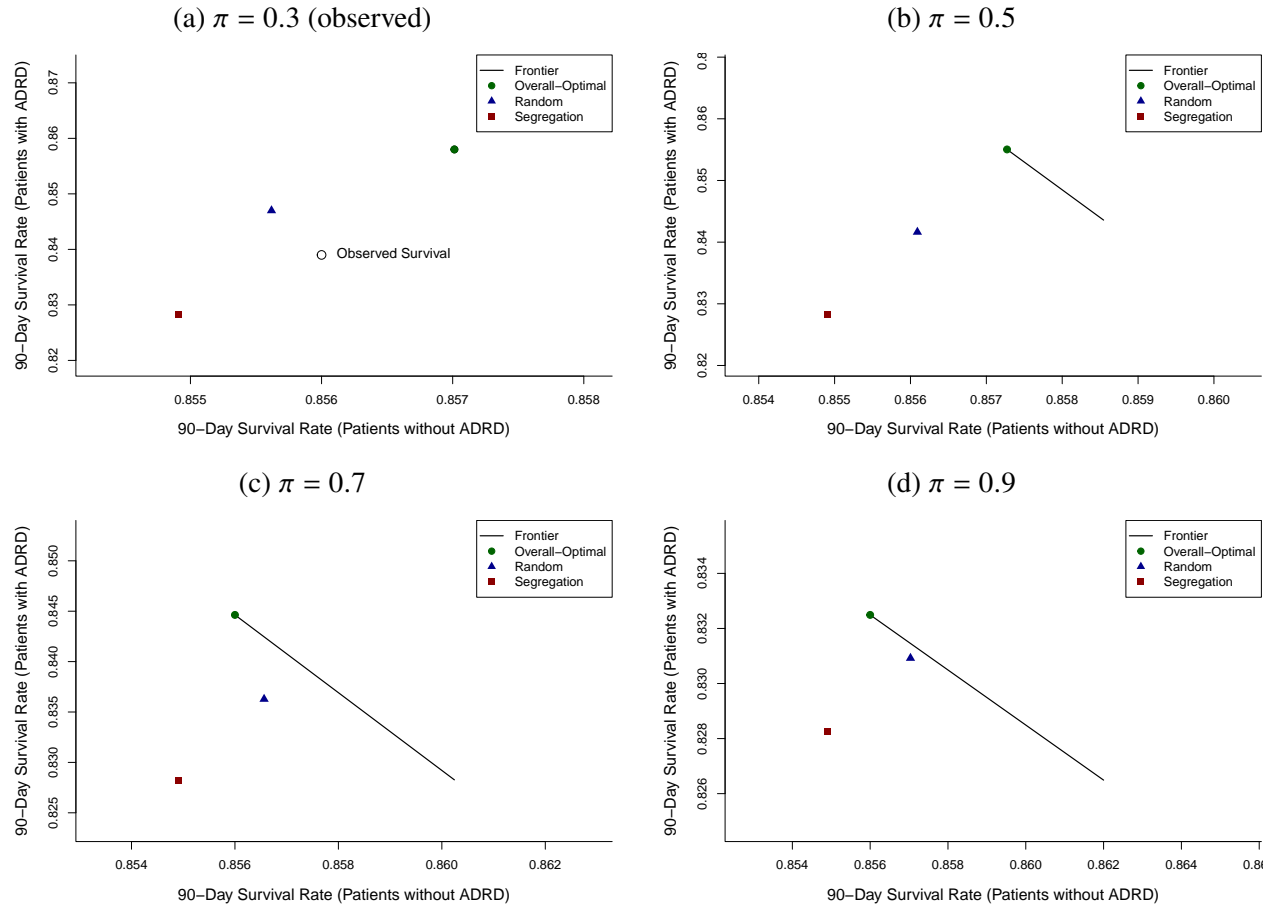 (a) π = 0.3 (observed)
90−Day Survival Rate (Patients with ADRD)
0.87
0.86
0.85
0.84
0.83
0.82
Frontier
Overall−Optimal
Random
Segregation
Observed Survival
0.855 0.856 0.857 0.858
90−Day Survival Rate (Patients without ADRD)
(b) π = 0.5
90−Day Survival Rate (Patients with ADRD)
0.8
0.86
0.85
0.84
0.83
0.82
Frontier
Overall−Optimal
Random
Segregation
0.854 0.855 0.856 0.857 0.858 0.859 0.860
90−Day Survival Rate (Patients without ADRD)
(c) π = 0.7
90−Day Survival Rate (Patients with ADRD)
0.850
0.845
0.840
0.835
0.830
0.825
Frontier
Overall−Optimal
Random
Segregation
0.854 0.856 0.858 0.860 0.862
90−Day Survival Rate (Patients without ADRD)
(d) π = 0.9
90−Day Survival Rate (Patients with ADRD)
0.834
0.832
0.830
0.828
0.826
Frontier
Overall−Optimal
Random
Segregation
0.854 0.856 0.858 0.860 0.862 0.864
90−Day Survival Rate (Patients without ADRD)